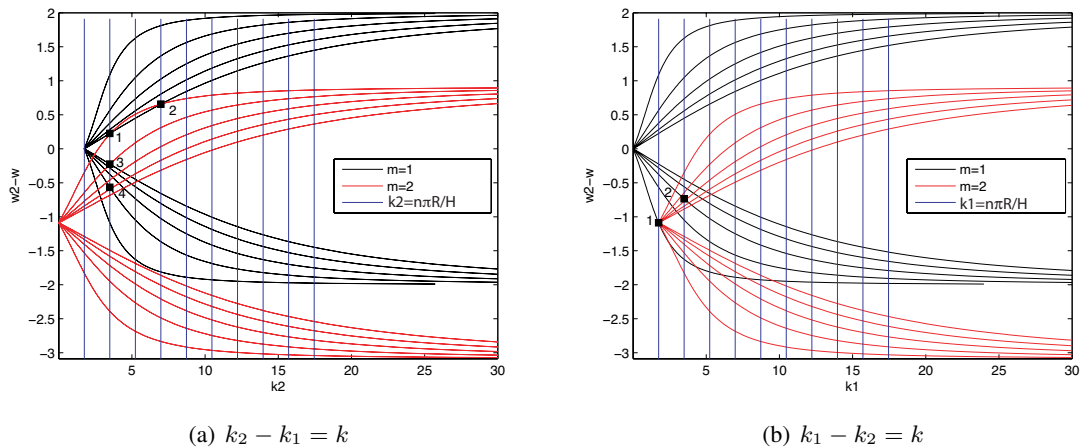 2
1.5
1
0.5
0
−0.5
−1
−1.5
−2
−2.5
−3
w2−w
5 10 15 20 25 30
k2
1
2
3
4
m=1
m=2
k2=nπR/H
(a) k₂ − k₁ = k
2
1.5
1
0.5
0
−0.5
−1
−1.5
−2
−2.5
−3
w2−w
5 10 15 20 25 30
k1
2
1
m=1
m=2
k1=nπR/H
(b) k₁ − k₂ = k